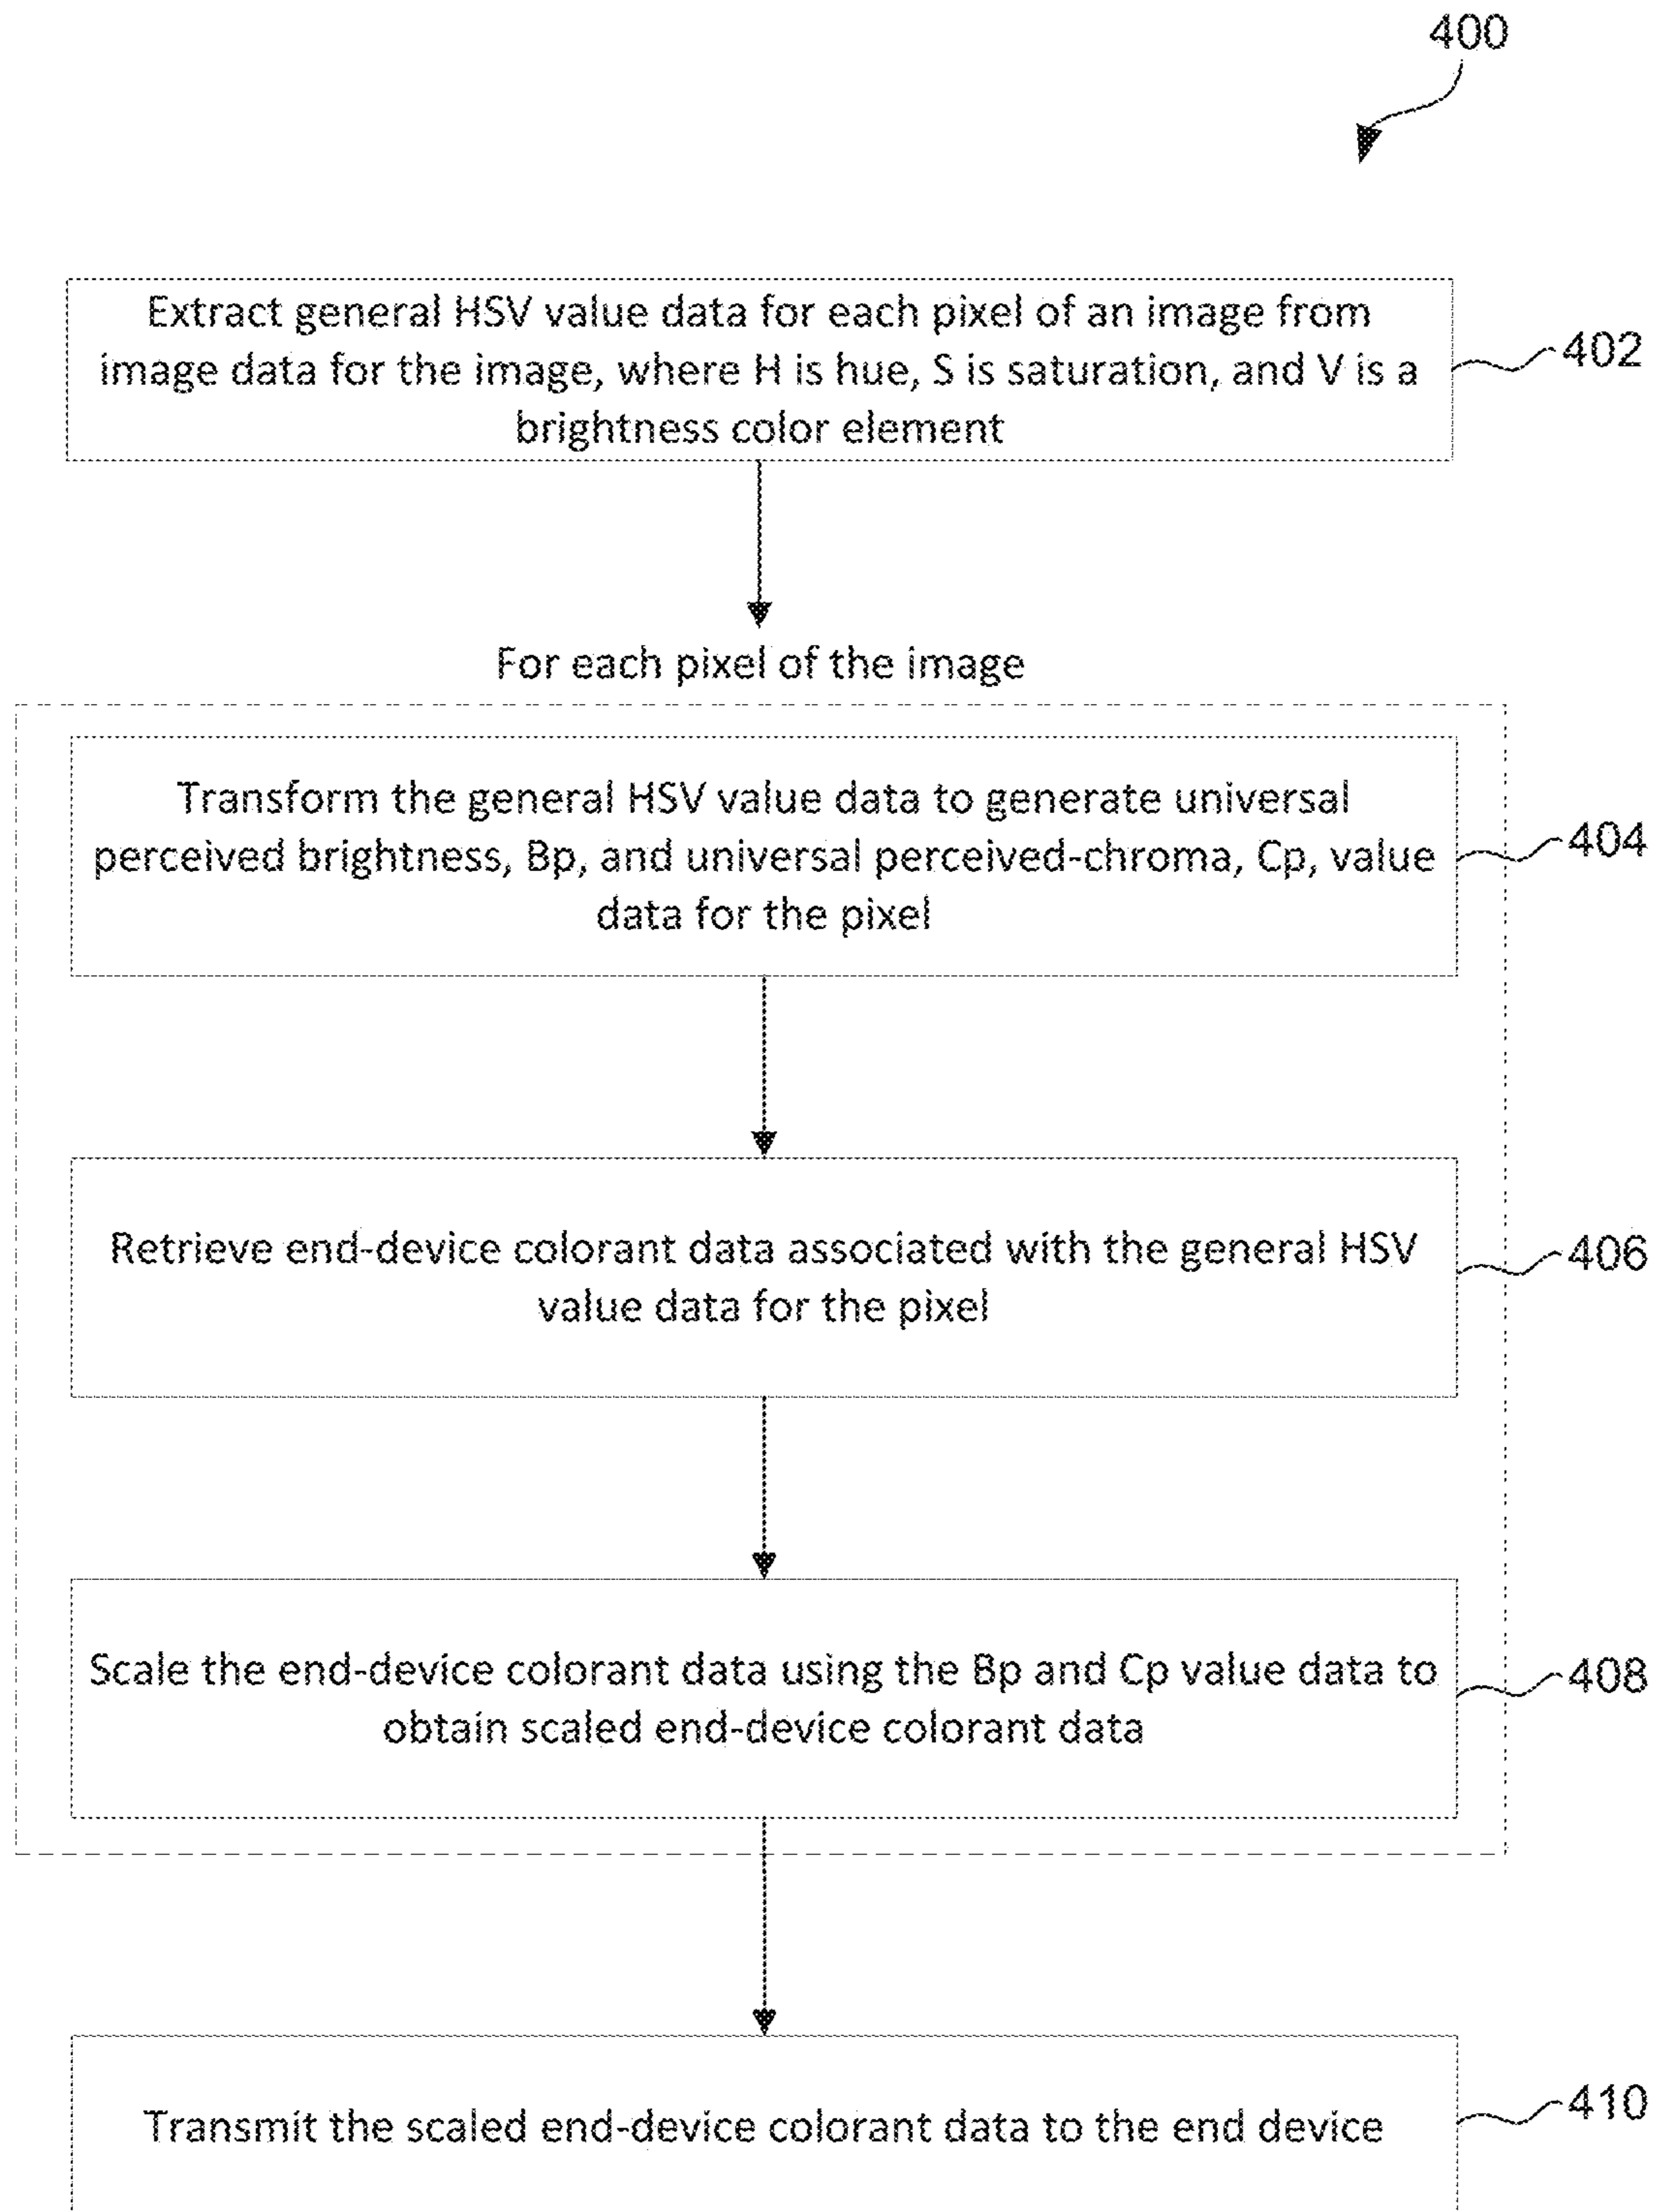 400
Extract general HSV value data for each pixel of an image from
image data for the image, where H is hue, S is saturation, and V is a
brightness color element
402
For each pixel of the image
Transform the general HSV value data to generate universal
perceived brightness, Bp, and universal perceived-chroma, Cp, value
data for the pixel
404
Retrieve end-device colorant data associated with the general HSV
value data for the pixel
406
Scale the end-device colorant data using the Bp and Cp value data to
obtain scaled end-device colorant data
408
Transmit the scaled end-device colorant data to the end device
410